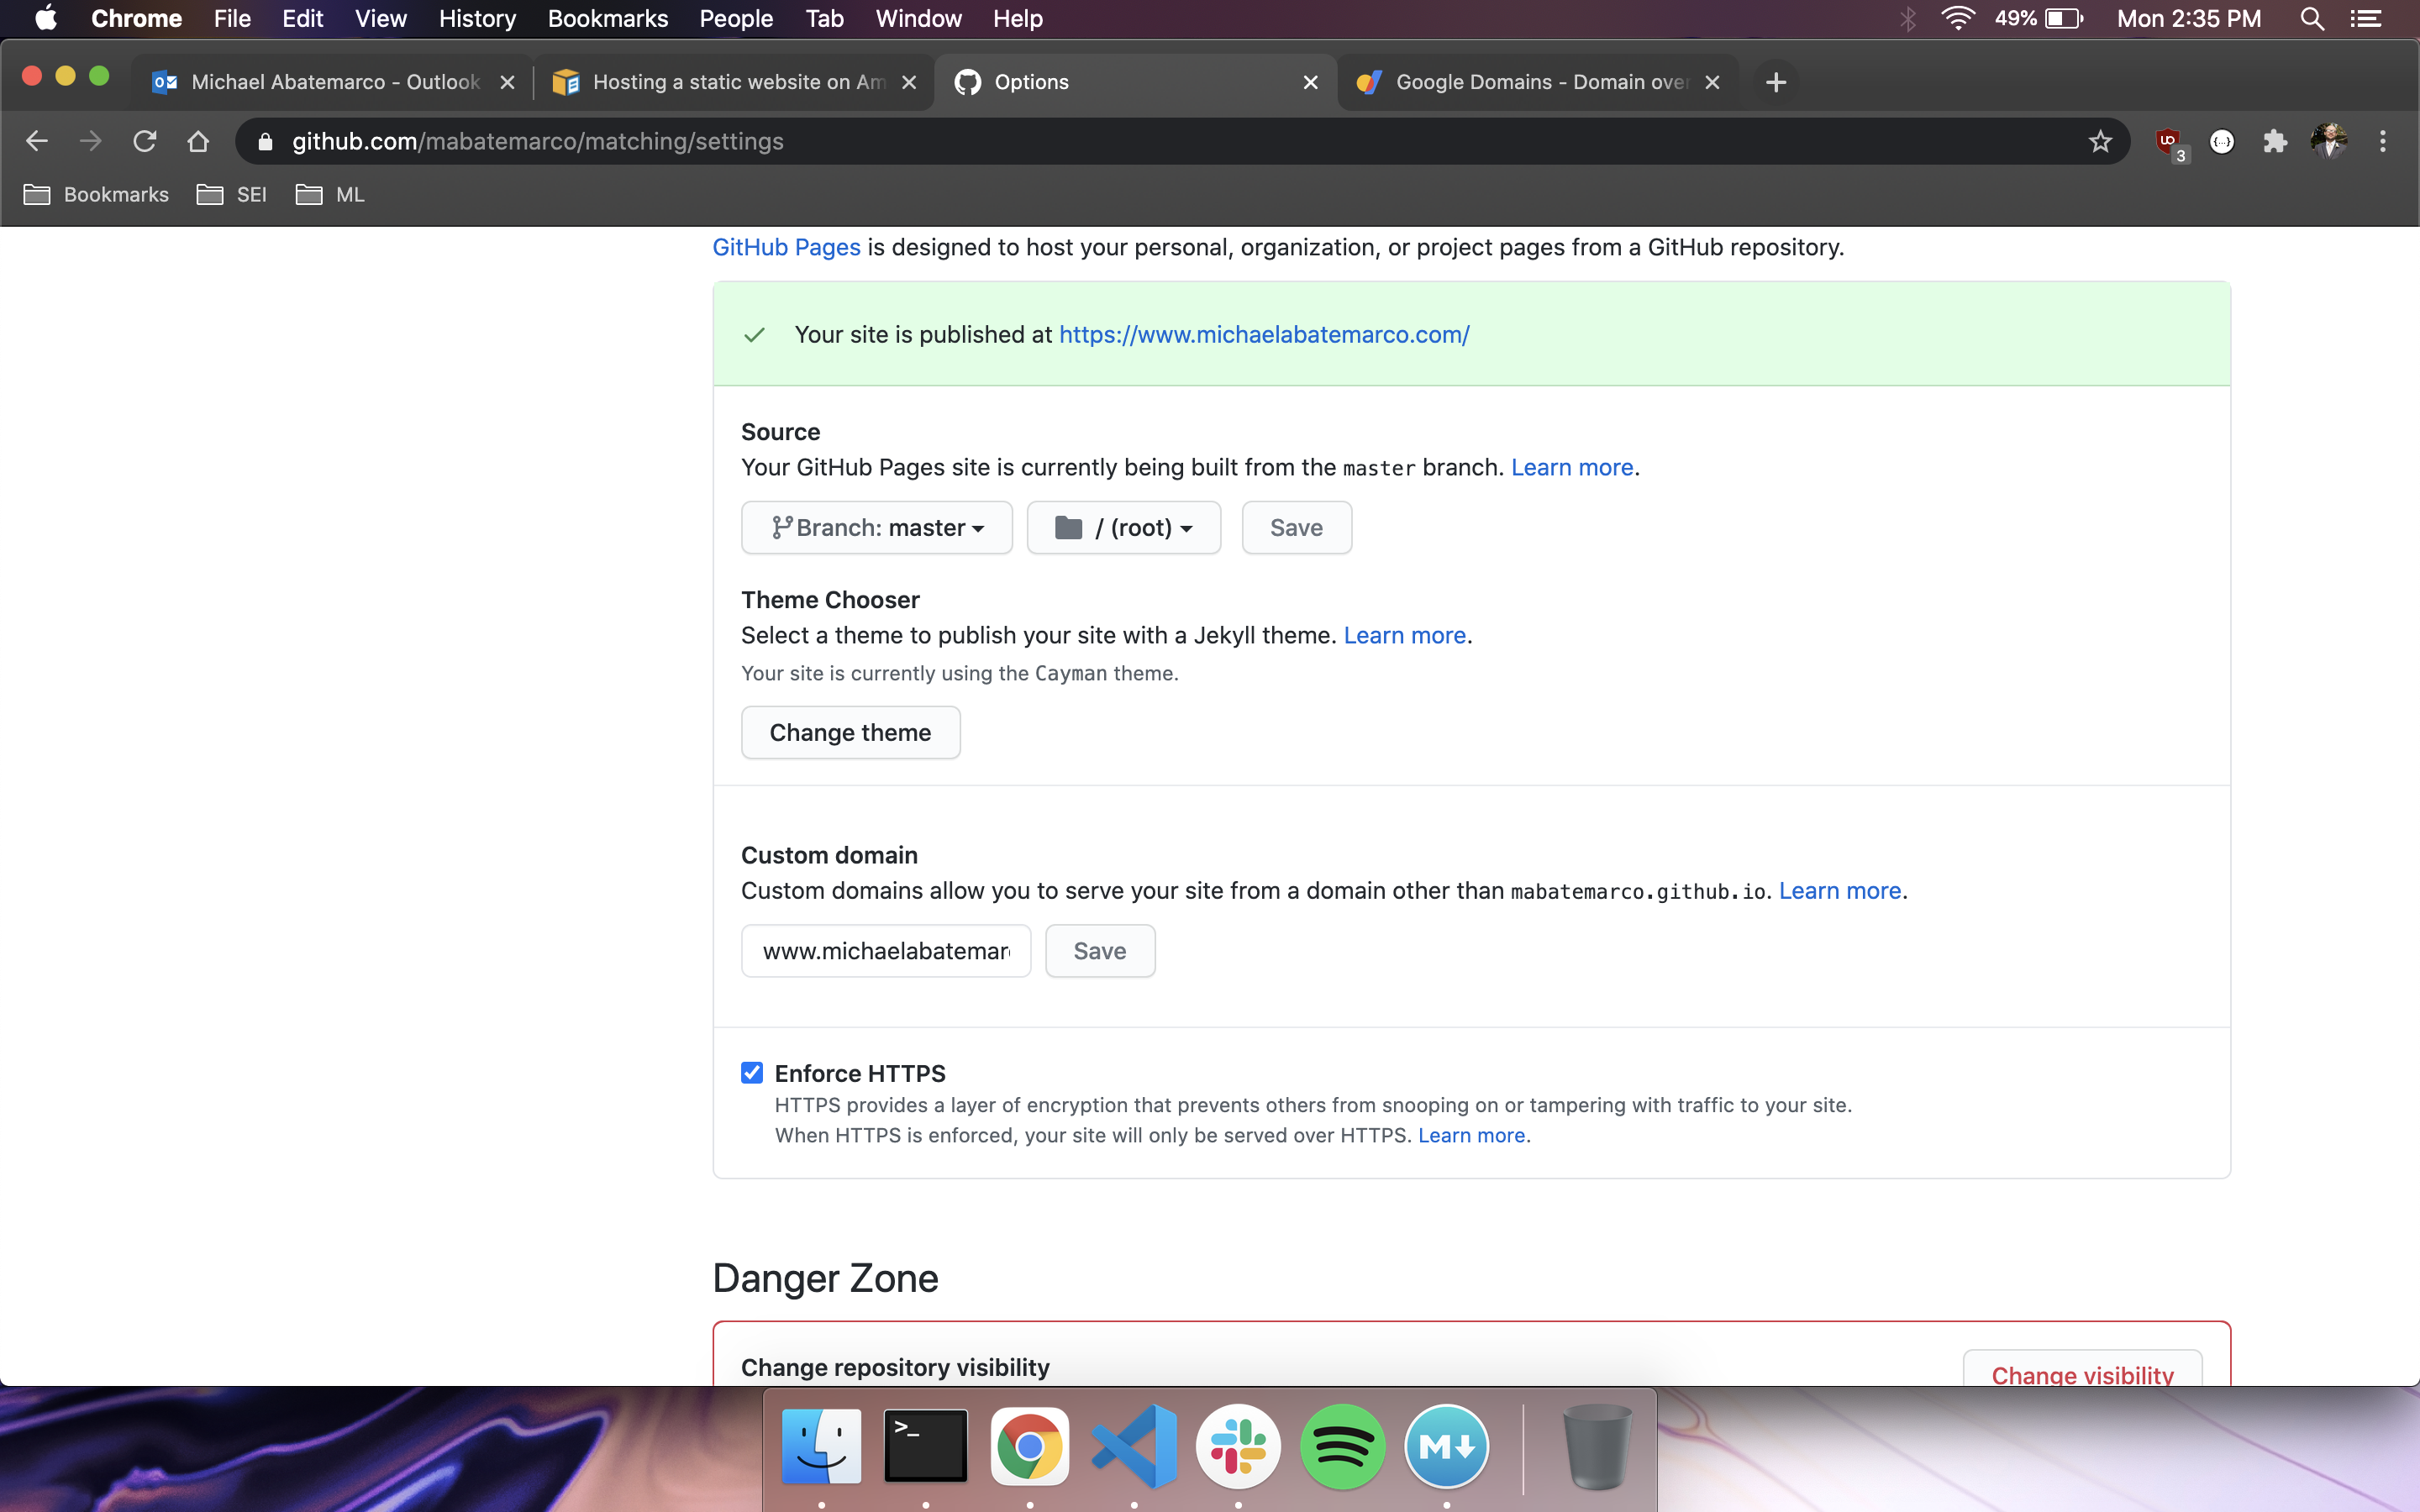 Chrome File Edit View History Bookmarks People Tab Window Help 49% Mon 2:35 PM
Michael Abatemarco - Outlook Hosting a static website on Am Options Google Domains - Domain over
github.com/mabatemarco/matching/settings 3
Bookmarks SEI ML
GitHub Pages is designed to host your personal, organization, or project pages from a GitHub repository.
Your site is published at https://www.michaelabatemarco.com/
Source
Your GitHub Pages site is currently being built from the master branch. Learn more.
Branch: master / (root) Save
Theme Chooser
Select a theme to publish your site with a Jekyll theme. Learn more.
Your site is currently using the Cayman theme.
Change theme
Custom domain
Custom domains allow you to serve your site from a domain other than mabatemarco.github.io. Learn more.
www.michaelabatemar Save
Enforce HTTPS
HTTPS provides a layer of encryption that prevents others from snooping on or tampering with traffic to your site.
When HTTPS is enforced, your site will only be served over HTTPS. Learn more.
Danger Zone
Change repository visibility
Change visibility